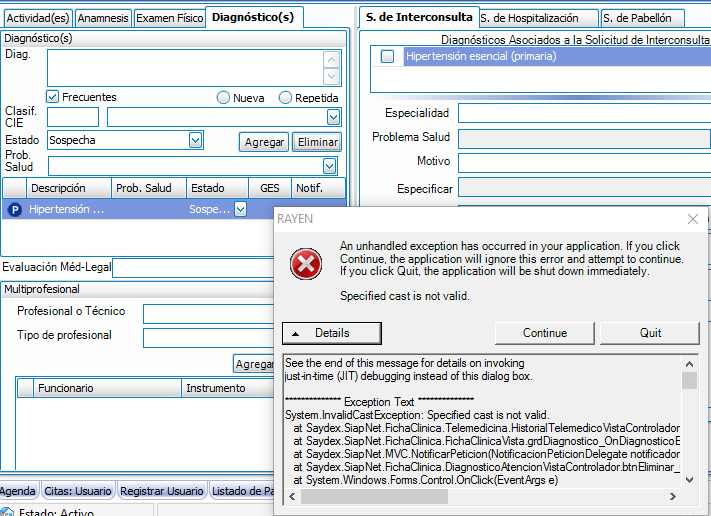 Actividad(es) Anamnesis Examen Físico Diagnóstico(s)
Diagnóstico(s)
Diag.
Frecuentes Nueva Repetida
Clasif. CIE
Estado Sospecha Agregar Eliminar
Prob. Salud
Descripción Prob. Salud Estado GES Notif.
P Hipertensión ... Sospe...
Evaluación Méd-Legal
Multiprofesional
Profesional o Técnico
Tipo de profesional
Agregar
Funcionario Instrumento
S. de Interconsulta S. de Hospitalización S. de Pabellón
Diagnósticos Asociados a la Solicitud de Interconsulta
Hipertensión esencial (primaria)
Especialidad
Problema Salud
Motivo
Especificar
RAYEN
An unhandled exception has occurred in your application. If you click
Continue, the application will ignore this error and attempt to continue.
If you click Quit, the application will be shut down immediately.
Specified cast is not valid.
Details Continue Quit
See the end of this message for details on invoking
just-in-time (JIT) debugging instead of this dialog box.
************** Exception Text **************
System.InvalidCastException: Specified cast is not valid.
at Saydex.SiapNet.FichaClinica.Telemedicina.HistorialTelemedicoVistaControlador
at Saydex.SiapNet.FichaClinica.FichaClinicaVista.grdDiagnostico_OnDiagnosticoE
at Saydex.SiapNet.MVC.NotificarPeticion(NotificacionPeticionDelegate notificador
at Saydex.SiapNet.FichaClinica.DiagnosticoAtencionVistaControlador.btnEliminar_
at System.Windows.Forms.Control.OnClick(EventArgs e)
Agenda Citas: Usuario Registrar Usuario Listado de Pa
Estado: Activo